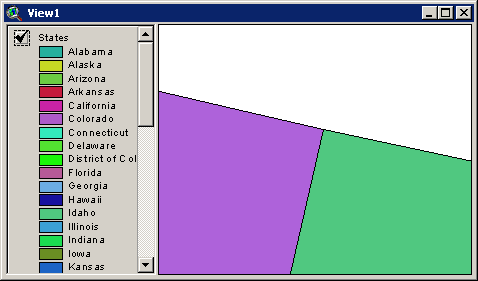 View1
States
Alabama
Alaska
Arizona
Arkansas
California
Colorado
Connecticut
Delaware
District of Col
Florida
Georgia
Hawaii
Idaho
Illinois
Indiana
Iowa
Kansas